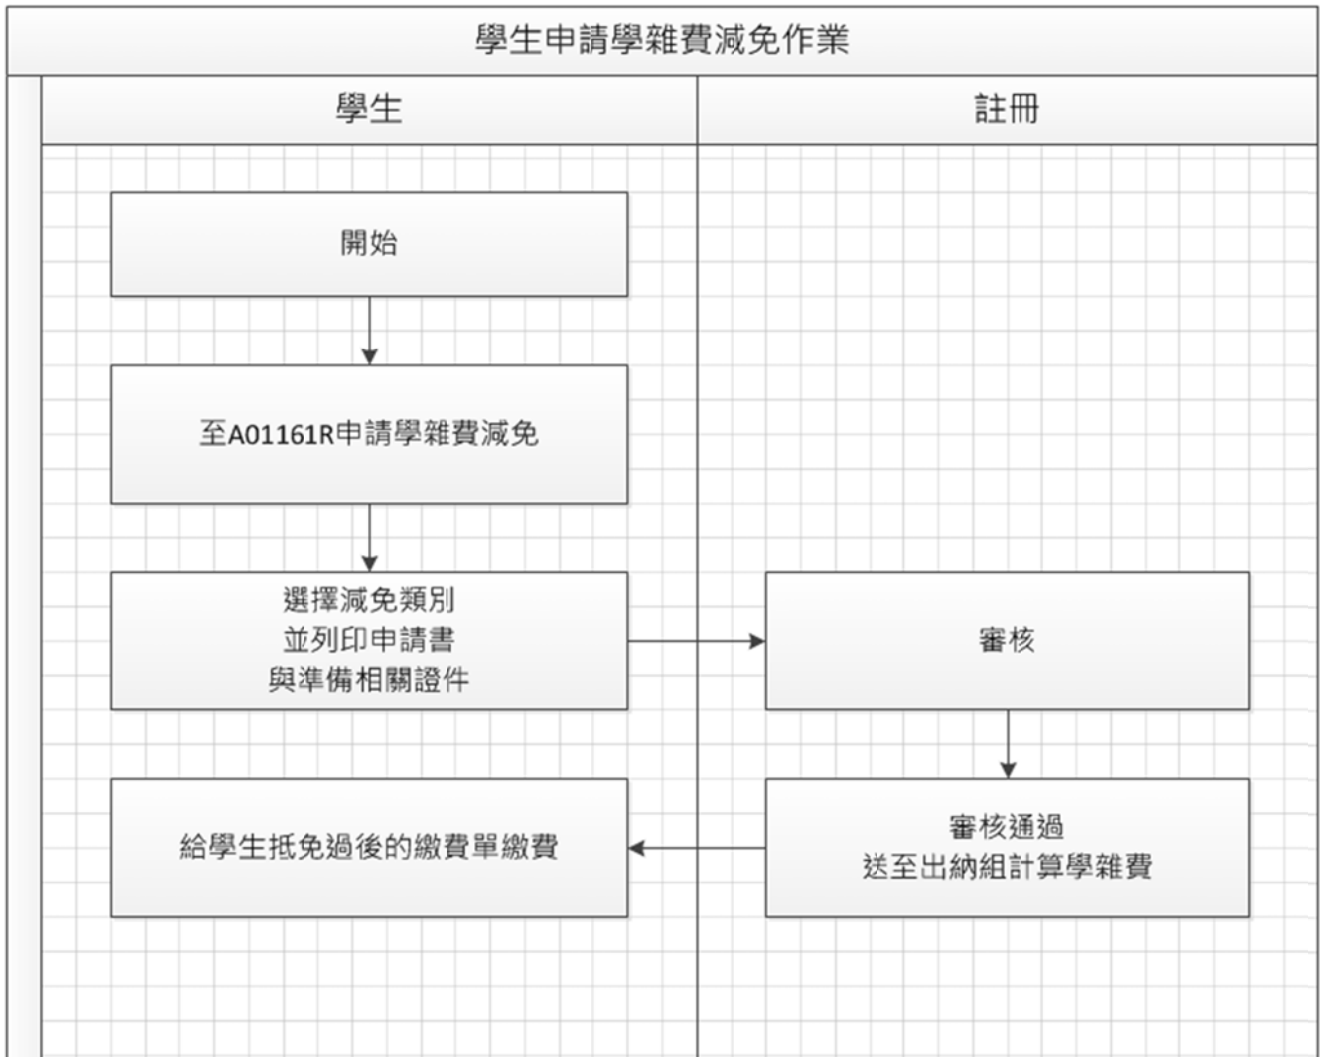 學生申請學雜費減免作業
學生
註冊
開始
至A01161R申請學雜費減免
選擇減免類別
並列印申請書
與準備相關證件
審核
審核通過
送至出納組計算學雜費
給學生抵免過後的繳費單繳費